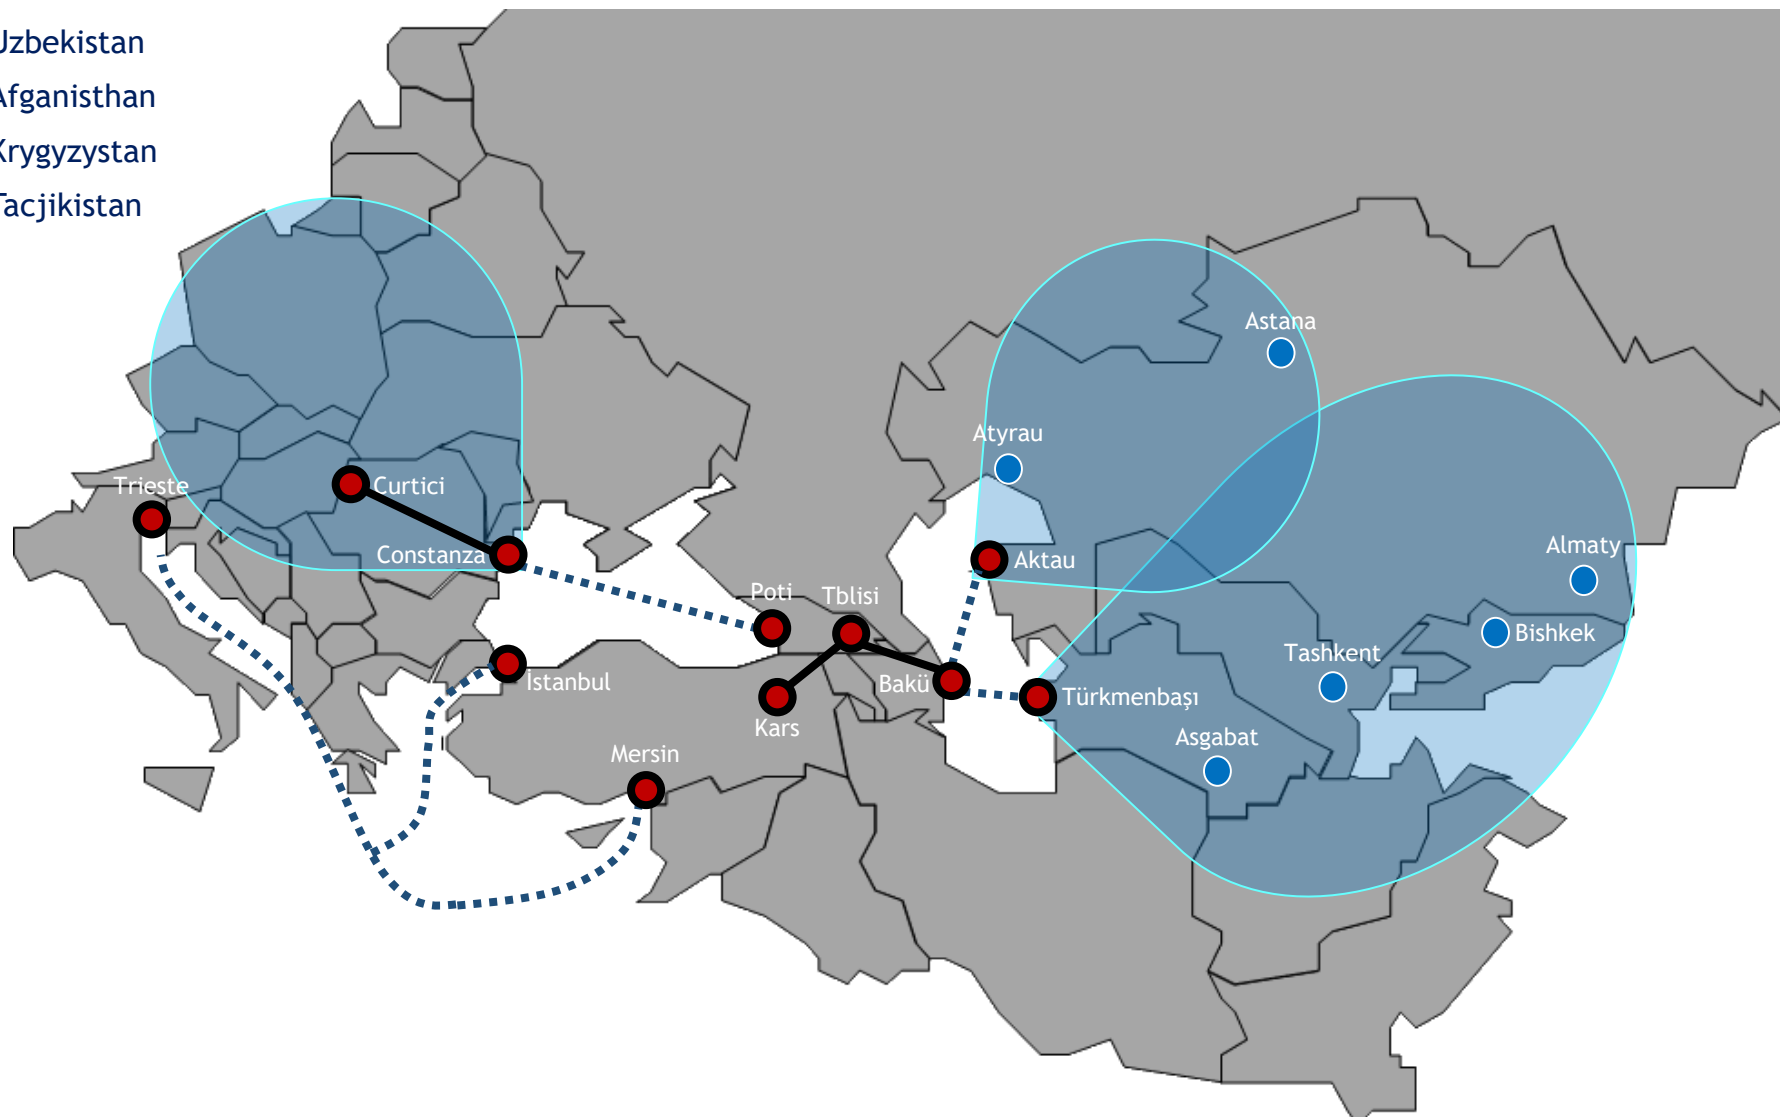 Uzbekistan
Afganisthan
Krygyzystan
Tacjikistan
Astana
Atyrau
Trieste
Curtici
Constanza
Aktau
Almaty
Poti
Tblisi
Bishkek
Tashkent
İstanbul
Bakü
Türkmenbaşı
Kars
Asgabat
Mersin